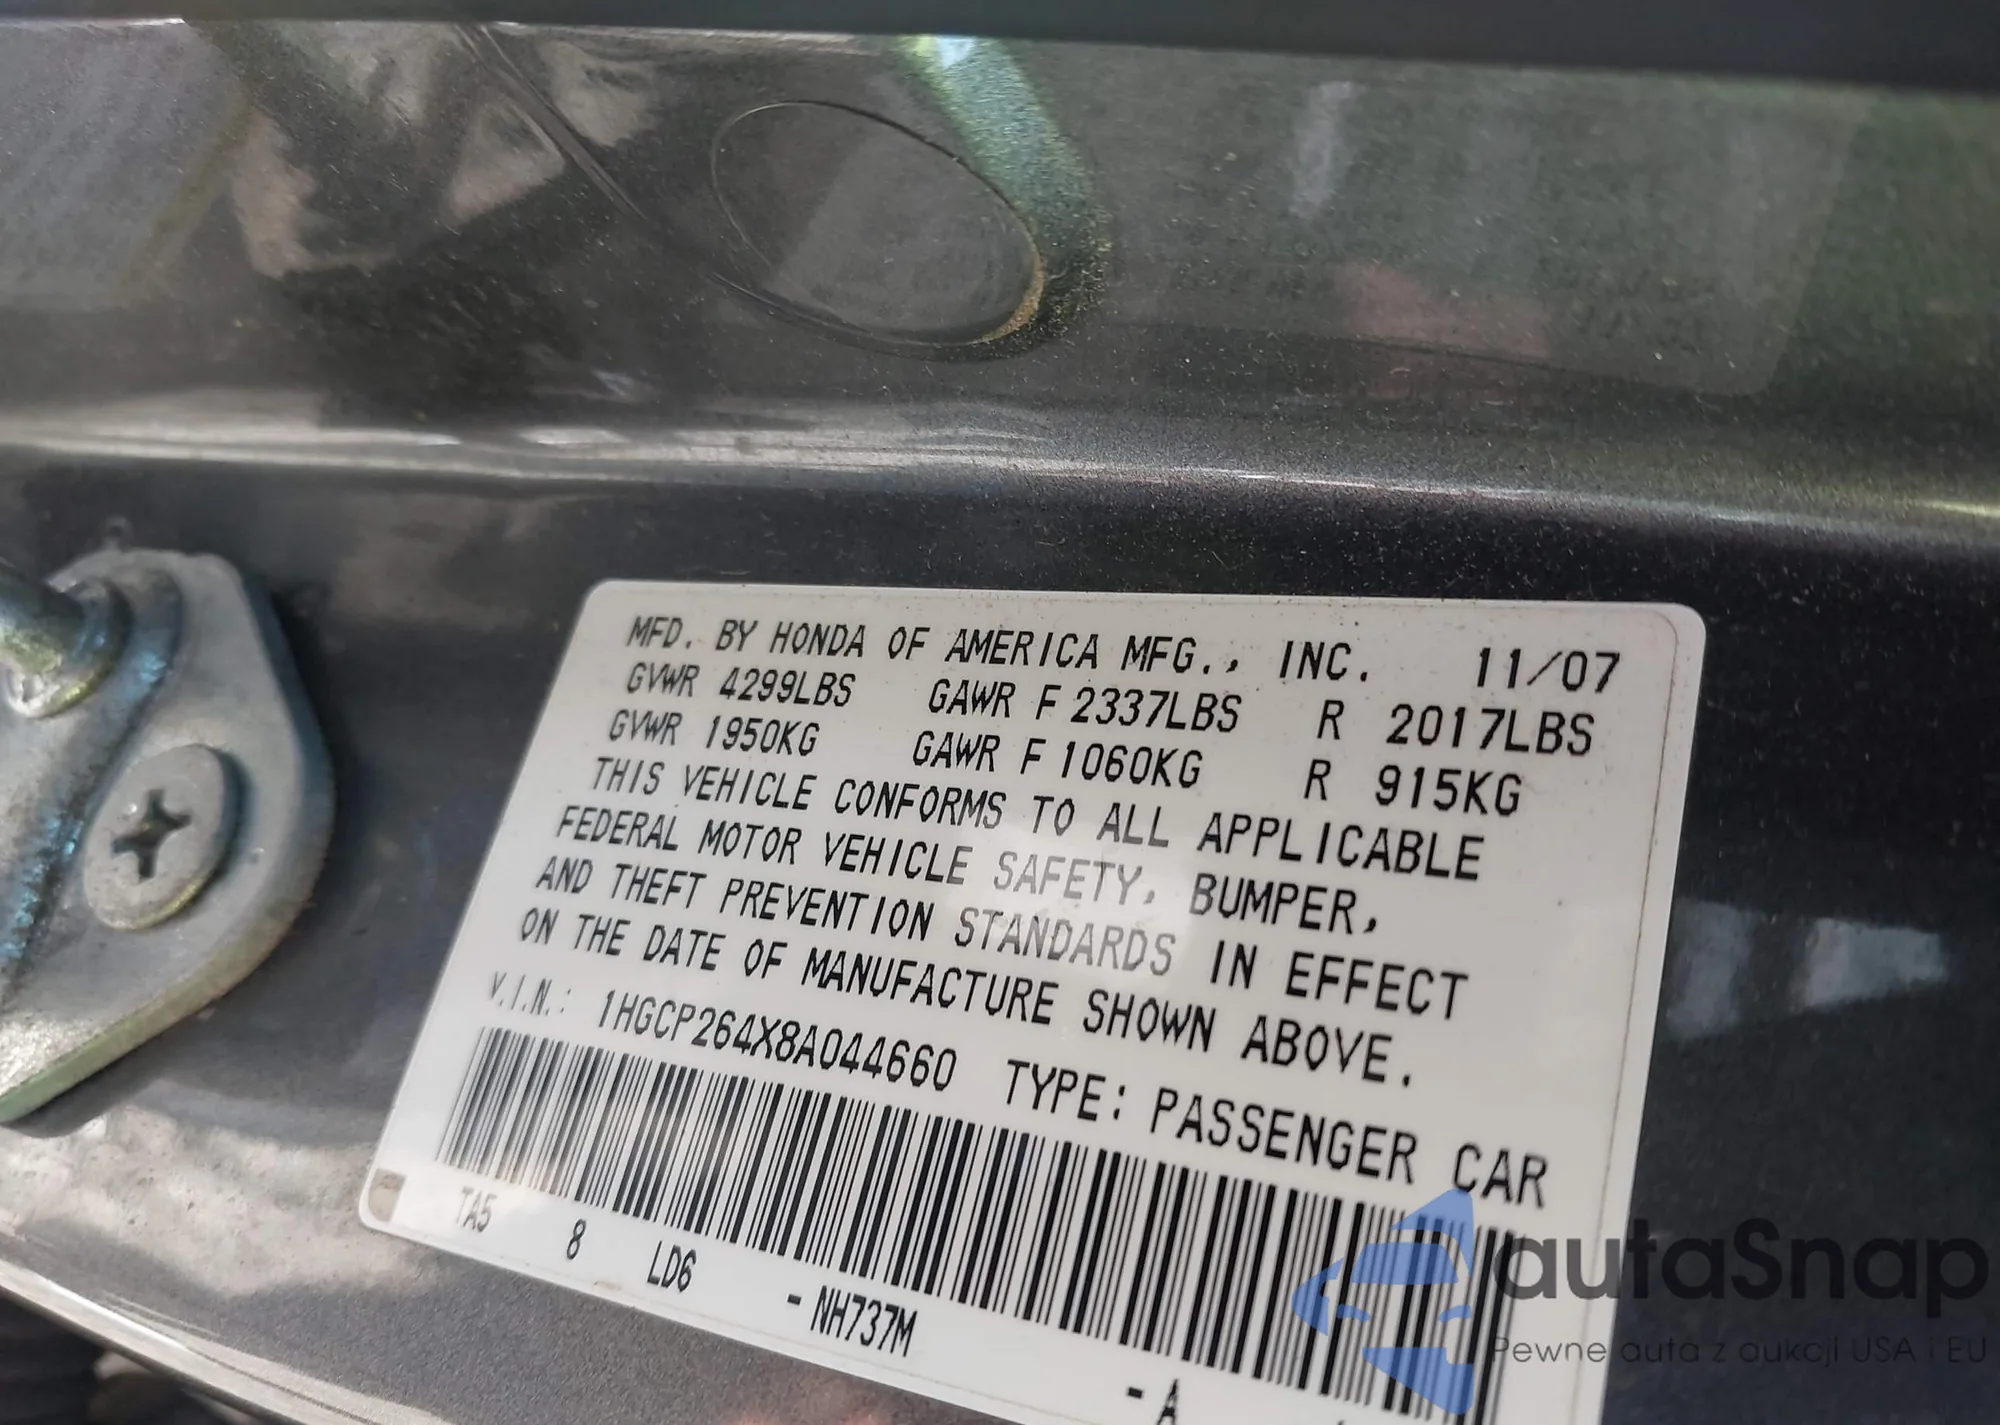 MFD. BY HONDA OF AMERICA MFG., INC. 11/07
GVWR 4299LBS GAWR F 2337LBS R 2017LBS
GVWR 1950KG GAWR F 1060KG R 915KG
THIS VEHICLE CONFORMS TO ALL APPLICABLE
FEDERAL MOTOR VEHICLE SAFETY, BUMPER,
AND THEFT PREVENTION STANDARDS IN EFFECT
ON THE DATE OF MANUFACTURE SHOWN ABOVE.
V.I.N.: 1HGCP264X8A044660 TYPE: PASSENGER CAR
TA5 8 LD6 -NH737M -A
autaSnap
Pewne auta z aukcji USA i EU